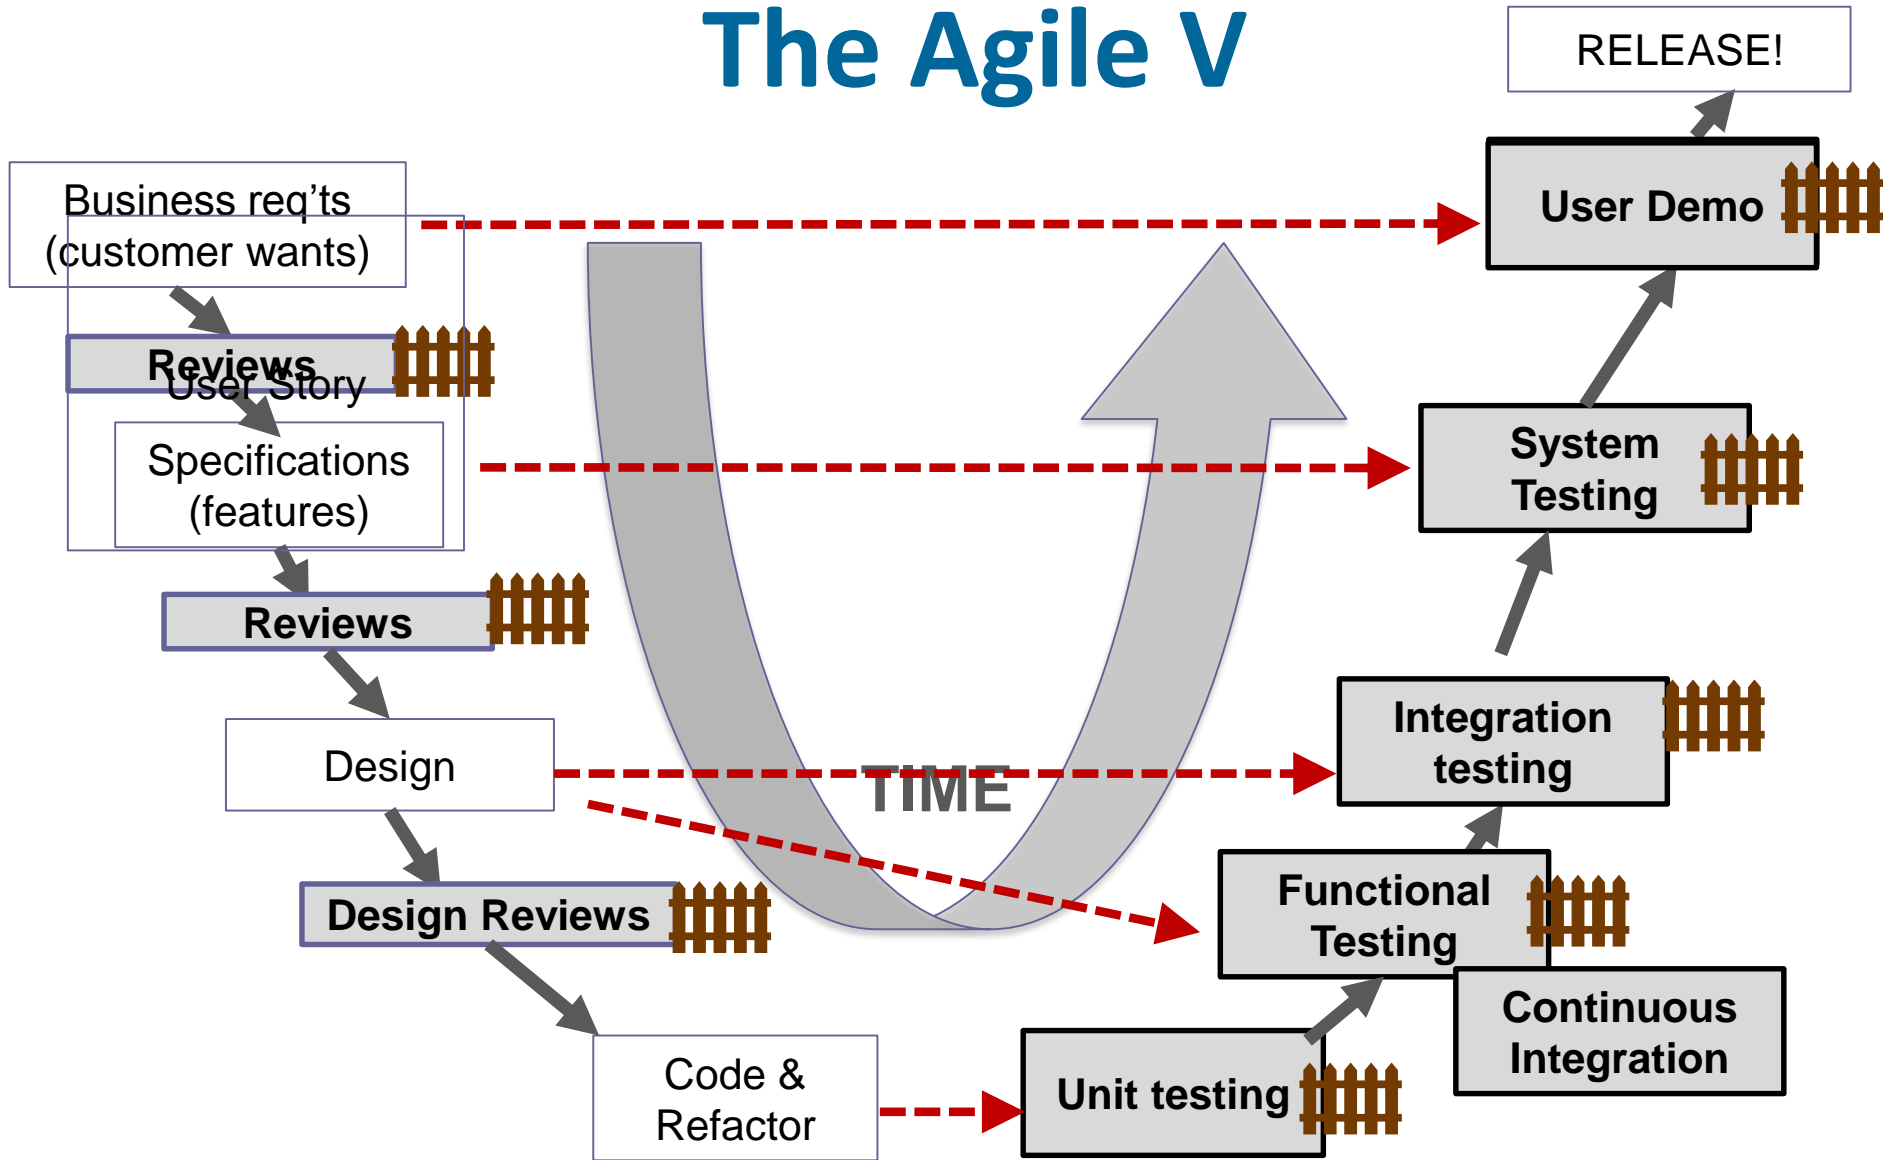 The Agile V
RELEASE!
Business req’ts
(customer wants)
User Demo
Reviews
User Story
Specifications
(features)
System
Testing
Reviews
Integration
testing
Design
TIME
Functional
Testing
Design Reviews
Continuous
Integration
Code &
Refactor
Unit testing